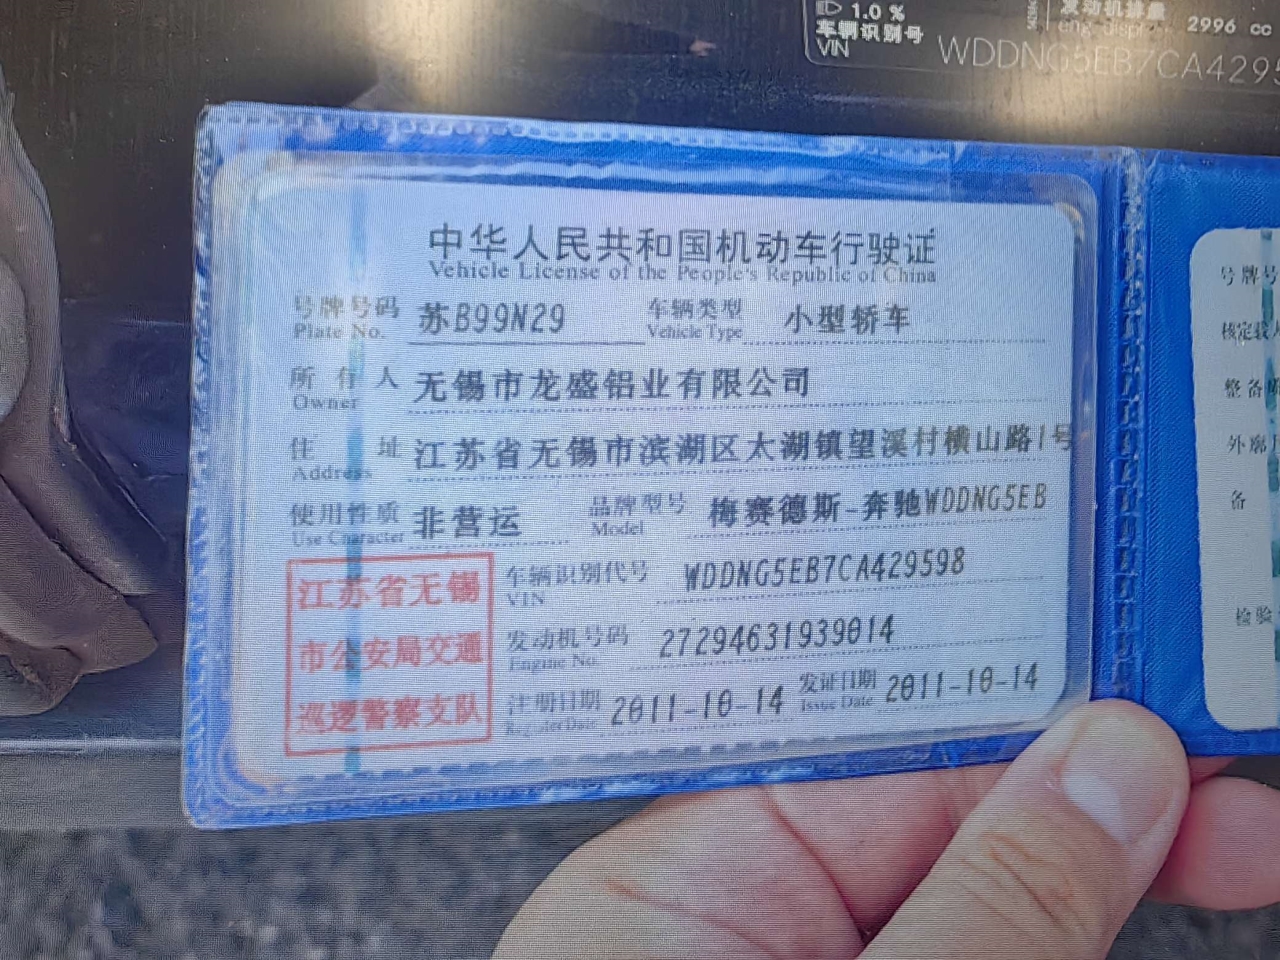 1.0 %
发动机排量
车辆识别号
eng. displ
2996 cc
VIN
WDDNG5EB7CA4295
中华人民共和国机动车行驶证
Vehicle License of the People's Republic of China
号牌号码 苏B99N29 车辆类型 小型轿车
Plate No. Vehicle Type
所有人 无锡市龙盛铝业有限公司
Owner
住址 江苏省无锡市滨湖区太湖镇望溪村横山路1号
Address
使用性质 非营运 品牌型号 梅赛德斯-奔驰WDDNG5EB
Use Character Model
江苏省无锡
市公安局交通
巡逻警察支队
车辆识别代号 WDDNG5EB7CA429598
VIN
发动机号码 27294631939014
Engine No.
注册日期 2011-10-14 发证日期 2011-10-14
Register Date Issue Date
号牌号
核定载
整备
外廓
备
检验